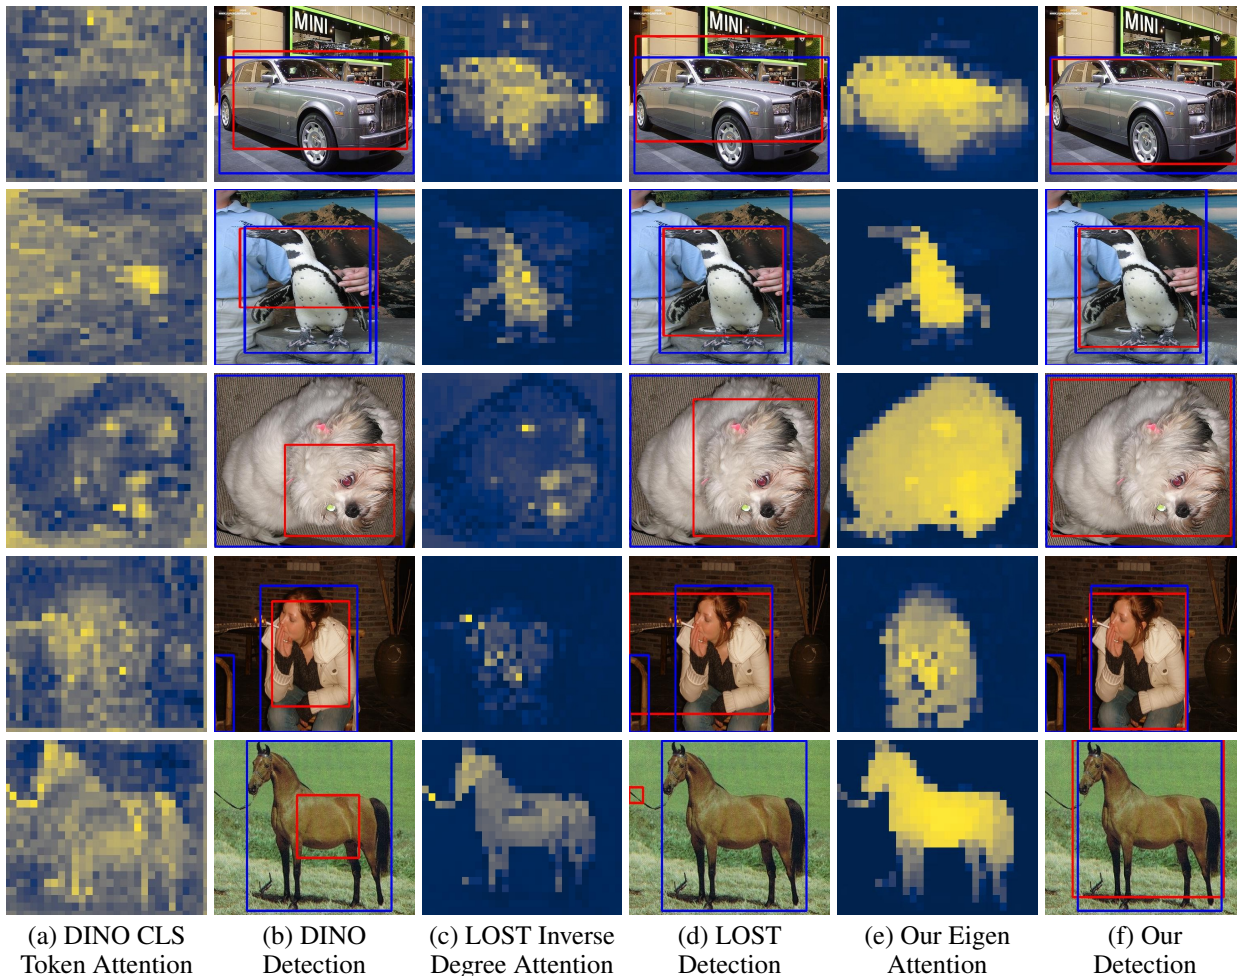 MINI
MINI
MINI
(a) DINO CLS
Token Attention
(b) DINO
Detection
(c) LOST Inverse
Degree Attention
(d) LOST
Detection
(e) Our Eigen
Attention
(f) Our
Detection